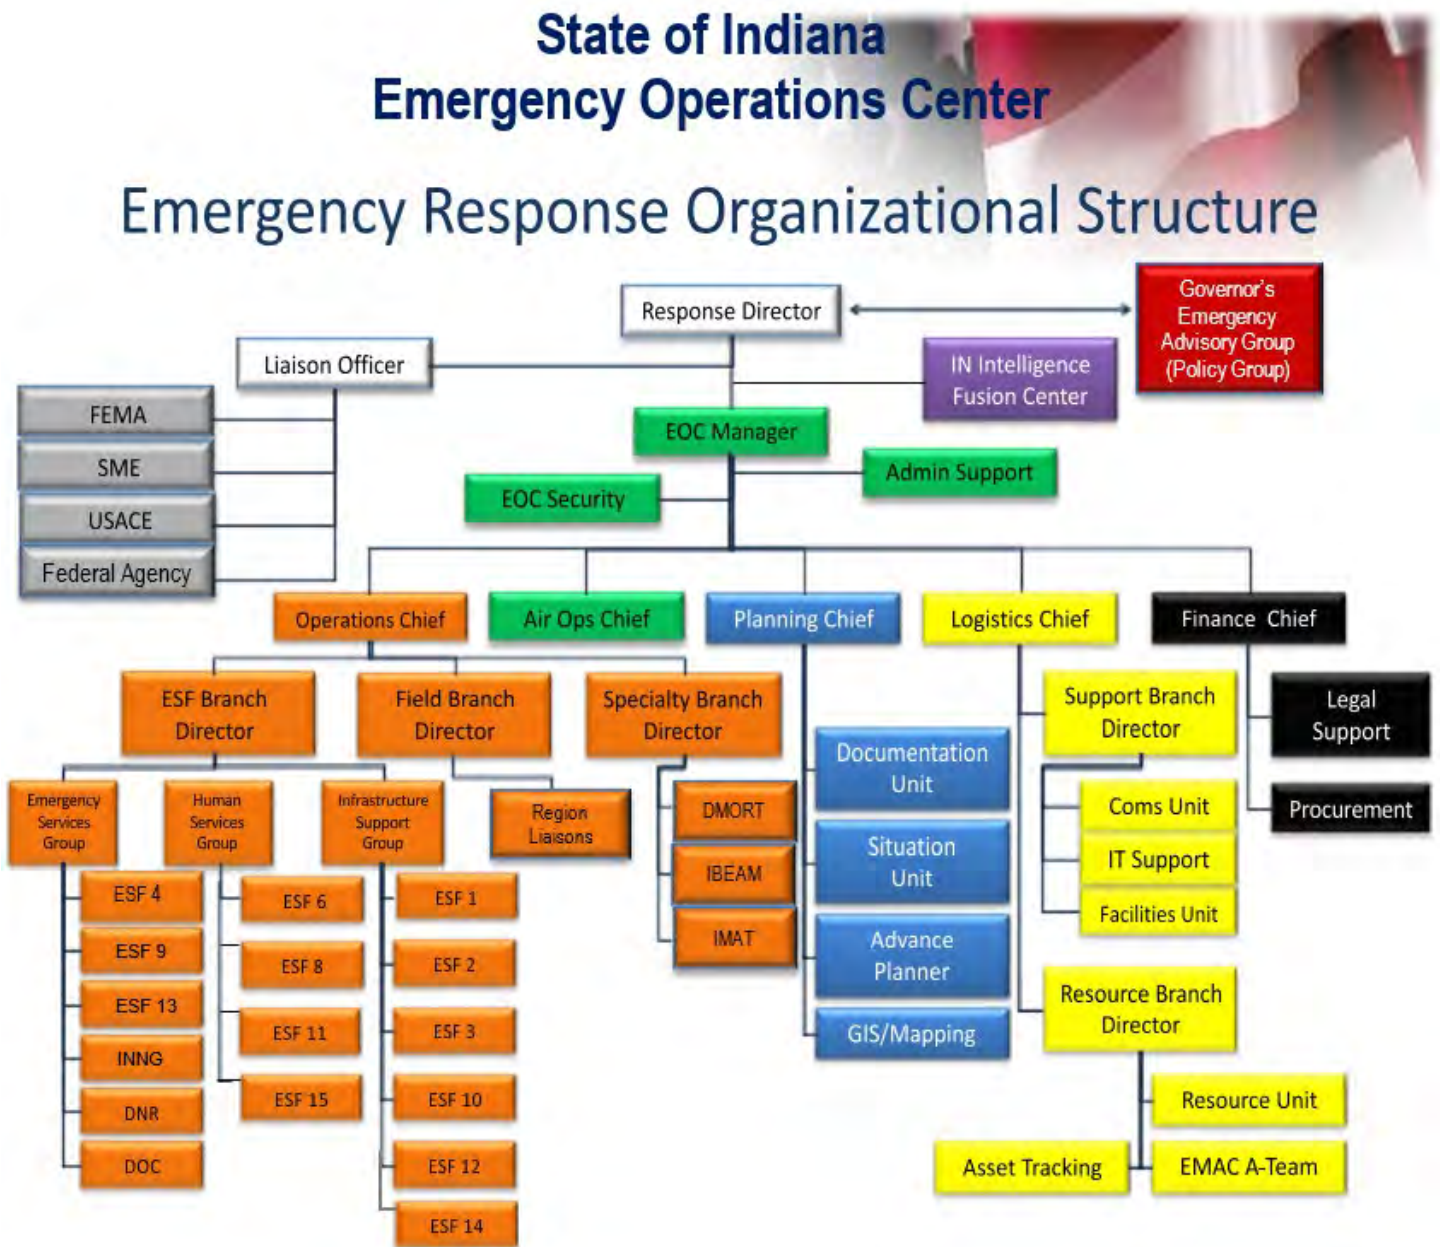 State of Indiana
Emergency Operations Center
Emergency Response Organizational Structure
Response Director
Governor's
Emergency
Advisory Group
(Policy Group)
Liaison Officer
IN Intelligence
Fusion Center
FEMA
SME
USACE
Federal Agency
EOC Manager
Admin Support
EOC Security
Operations Chief
Air Ops Chief
Planning Chief
Logistics Chief
Finance Chief
ESF Branch
Director
Field Branch
Director
Specialty Branch
Director
Emergency
Services
Group
Human
Services
Group
Infrastructure
Support
Group
Region
Liaisons
ESF 4
ESF 9
ESF 13
INNG
DNR
DOC
ESF 6
ESF 8
ESF 11
ESF 15
ESF 1
ESF 2
ESF 3
ESF 10
ESF 12
ESF 14
DMORT
IBEAM
IMAT
Documentation
Unit
Situation
Unit
Advance
Planner
GIS/Mapping
Support Branch
Director
Coms Unit
IT Support
Facilities Unit
Resource Branch
Director
Resource Unit
Asset Tracking
EMAC A-Team
Legal
Support
Procurement